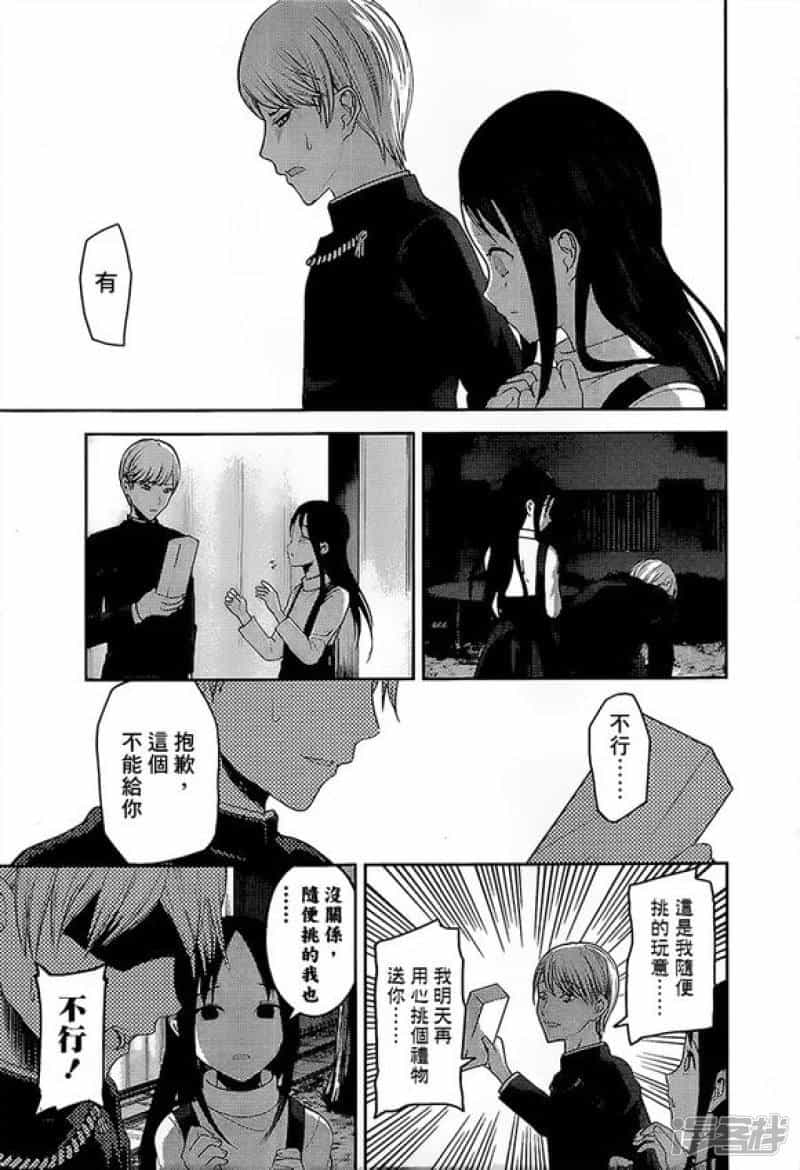 有
不行……
抱歉，
這個
不能給你
這是我隨便
挑的玩意……
我明天再
用心挑個禮物
送你……
沒關係，
隨便挑的我也
……
不行！
漫客栈